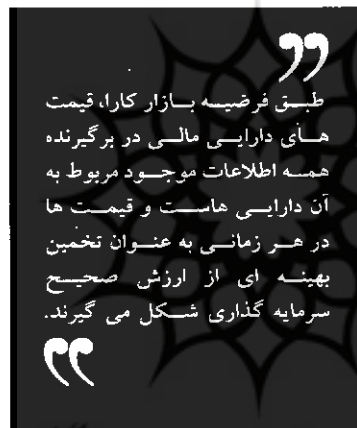 ”
طبق فرضیه بازار کارا، قیمت
های دارایی مالی در برگیرنده
همه اطلاعات موجود مربوط به
آن دارایی هاست و قیمت ها
در هر زمانی به عنوان تخمین
بهینه ای از ارزش صحیح
سرمایه گذاری شکل می گیرند.
“